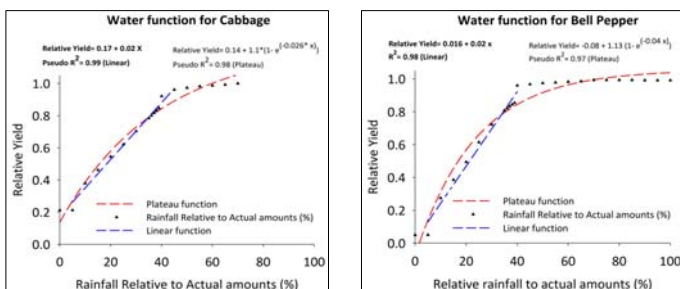 Water function for Cabbage
Relative Yield= 0.17 + 0.02 X
Pseudo R²= 0.99 (Linear)
Relative Yield= 0.14 + 1.1*(1- e^(-0.026* x))
Pseudo R²= 0.98 (Plateau)
1.0
0.8
0.6
0.4
0.2
0.0
Relative Yield
Plateau function
Rainfall Relative to Actual amounts (%)
Linear function
0 20 40 60 80 100
Rainfall Relative to Actual amounts (%)
Water function for Bell Pepper
Relative Yield= 0.016 + 0.02 x
R²= 0.98 (Linear)
Relative Yield= -0.08 + 1.13 (1- e^(-0.04 x)
Pseudo R²= 0.97 (Plateau)
1.0
0.8
0.6
0.4
0.2
0.0
Relative Yield
Plateau function
Rainfall Relative to Actual amounts (%)
Linear function
0 20 40 60 80 100
Relative rainfall to actual amounts (%)